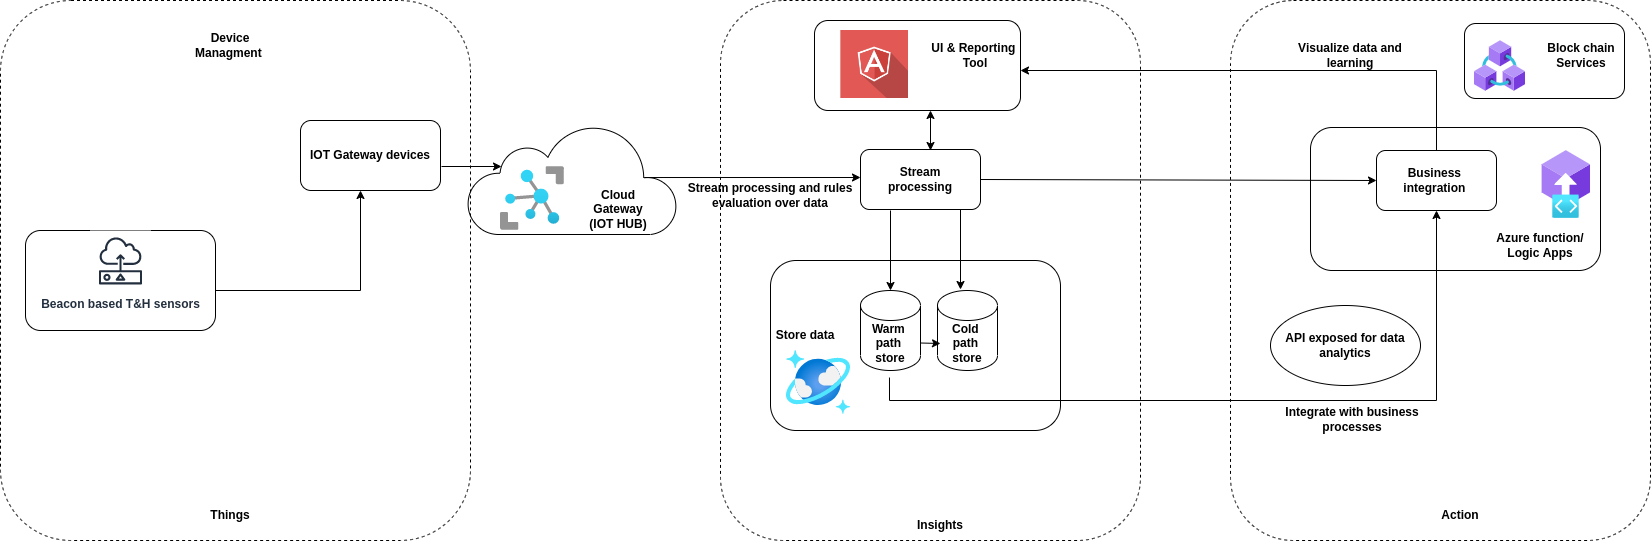 Device
Managment
IOT Gateway devices
Beacon based T&H sensors
Things
Cloud
Gateway
(IOT HUB)
Stream processing and rules
evaluation over data
UI & Reporting
Tool
Stream
processing
Store data
Warm
path
store
Cold
path
store
Insights
Visualize data and
learning
Block chain
Services
Business
integration
Azure function/
Logic Apps
API exposed for data
analytics
Integrate with business
processes
Action